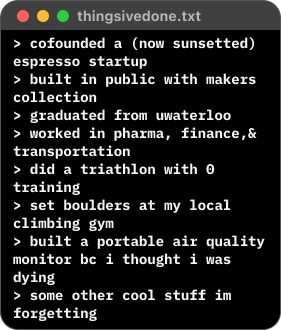 thingsivedone.txt
> cofounded a (now sunsetted)
espresso startup
> built in public with makers
collection
> graduated from uwaterloo
> worked in pharma, finance,&
transportation
> did a triathlon with 0
training
> set boulders at my local
climbing gym
> built a portable air quality
monitor bc i thought i was
dying
> some other cool stuff im
forgetting